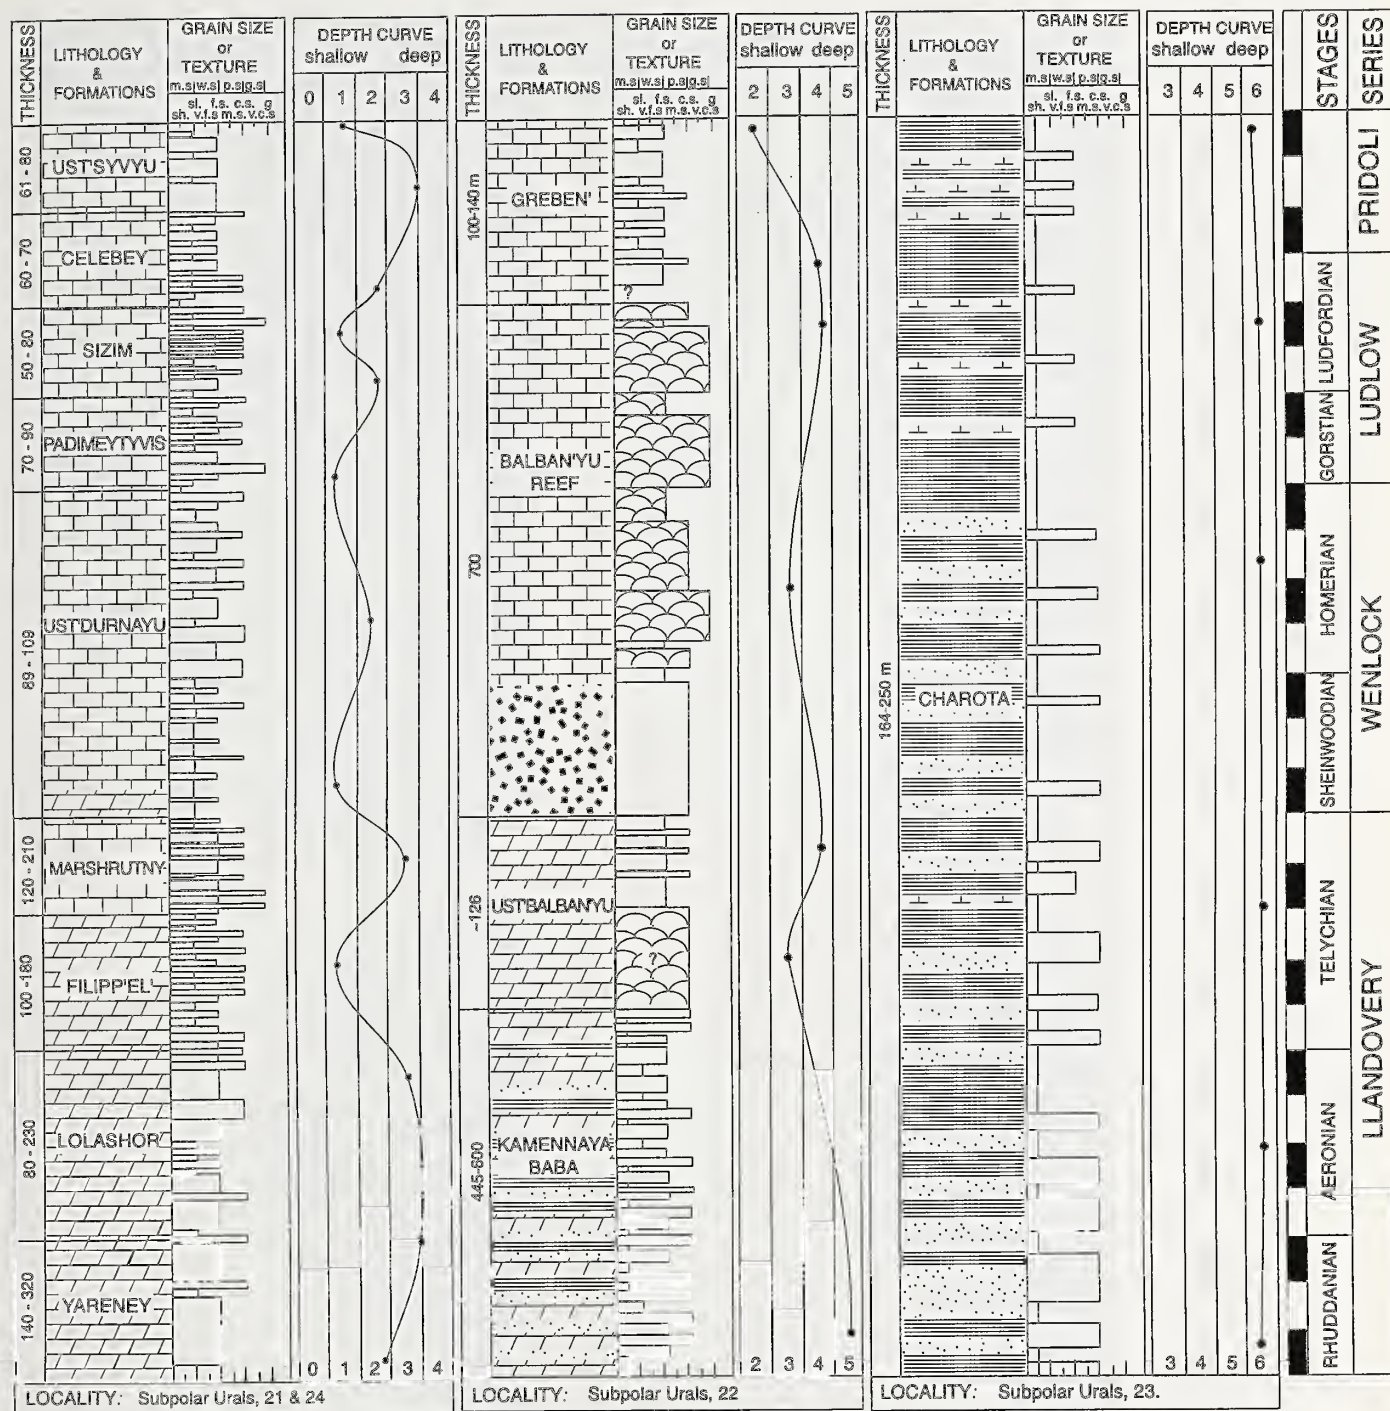 THICKNESS
LITHOLOGY
&
FORMATIONS
GRAIN SIZE
or
TEXTURE
m.s|w.s| p.s|g.s|
sl. f.s. c.s. g
sh. v.f.s m.s. v.c.s
DEPTH CURVE
shallow deep
0 1 2 3 4
61 - 80
UST'SYVYU
60 - 70
CELEBEY
50 - 80
SIZIM
70 - 90
PADIMEYTYVIS
89 - 109
UST'DURNAYU
120 - 210
MARSHRUTNY
100 -180
FILIPP'EL'
80 - 230
LOLASHOR
140 - 320
YARENEY
0 1 2 3 4
LOCALITY: Subpolar Urals, 21 & 24
THICKNESS
LITHOLOGY
&
FORMATIONS
GRAIN SIZE
or
TEXTURE
m.s|w.s| p.s|g.s|
sl. f.s. c.s. g
sh. v.f.s m.s. v.c.s
DEPTH CURVE
shallow deep
2 3 4 5
100-140 m
GREBEN'
?
700
BALBAN'YU
REEF
~126
UST'BALBAN'YU
?
445-600
KAMENNAYA
BABA
2 3 4 5
LOCALITY: Subpolar Urals, 22
THICKNESS
LITHOLOGY
&
FORMATIONS
GRAIN SIZE
or
TEXTURE
m.s|w.s| p.s|g.s|
sl. f.s. c.s. g
sh. v.f.s m.s. v.c.s
DEPTH CURVE
shallow deep
3 4 5 6
164-250 m
CHAROTA
3 4 5 6
LOCALITY: Subpolar Urals, 23.
STAGES
SERIES
PRIDOLI
LUDFORDIAN
GORSTIAN
LUDLOW
HOMERIAN
SHEINWOODIAN
WENLOCK
TELYCHIAN
AERONIAN
RHUDDANIAN
LLANDOVERY